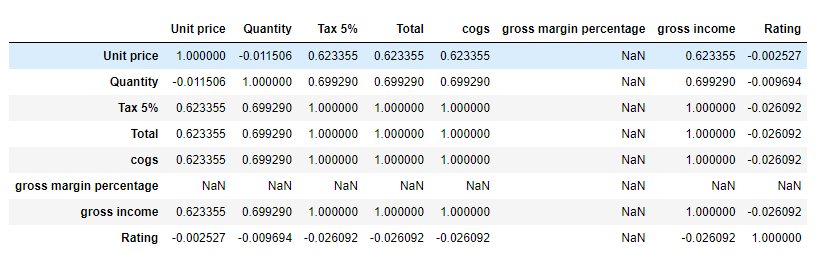 Unit price Quantity Tax 5% Total cogs gross margin percentage gross income Rating
Unit price 1.000000 -0.011506 0.623355 0.623355 0.623355 NaN 0.623355 -0.002527
Quantity -0.011506 1.000000 0.699290 0.699290 0.699290 NaN 0.699290 -0.009694
Tax 5% 0.623355 0.699290 1.000000 1.000000 1.000000 NaN 1.000000 -0.026092
Total 0.623355 0.699290 1.000000 1.000000 1.000000 NaN 1.000000 -0.026092
cogs 0.623355 0.699290 1.000000 1.000000 1.000000 NaN 1.000000 -0.026092
gross margin percentage NaN NaN NaN NaN NaN NaN NaN NaN
gross income 0.623355 0.699290 1.000000 1.000000 1.000000 NaN 1.000000 -0.026092
Rating -0.002527 -0.009694 -0.026092 -0.026092 -0.026092 NaN -0.026092 1.000000